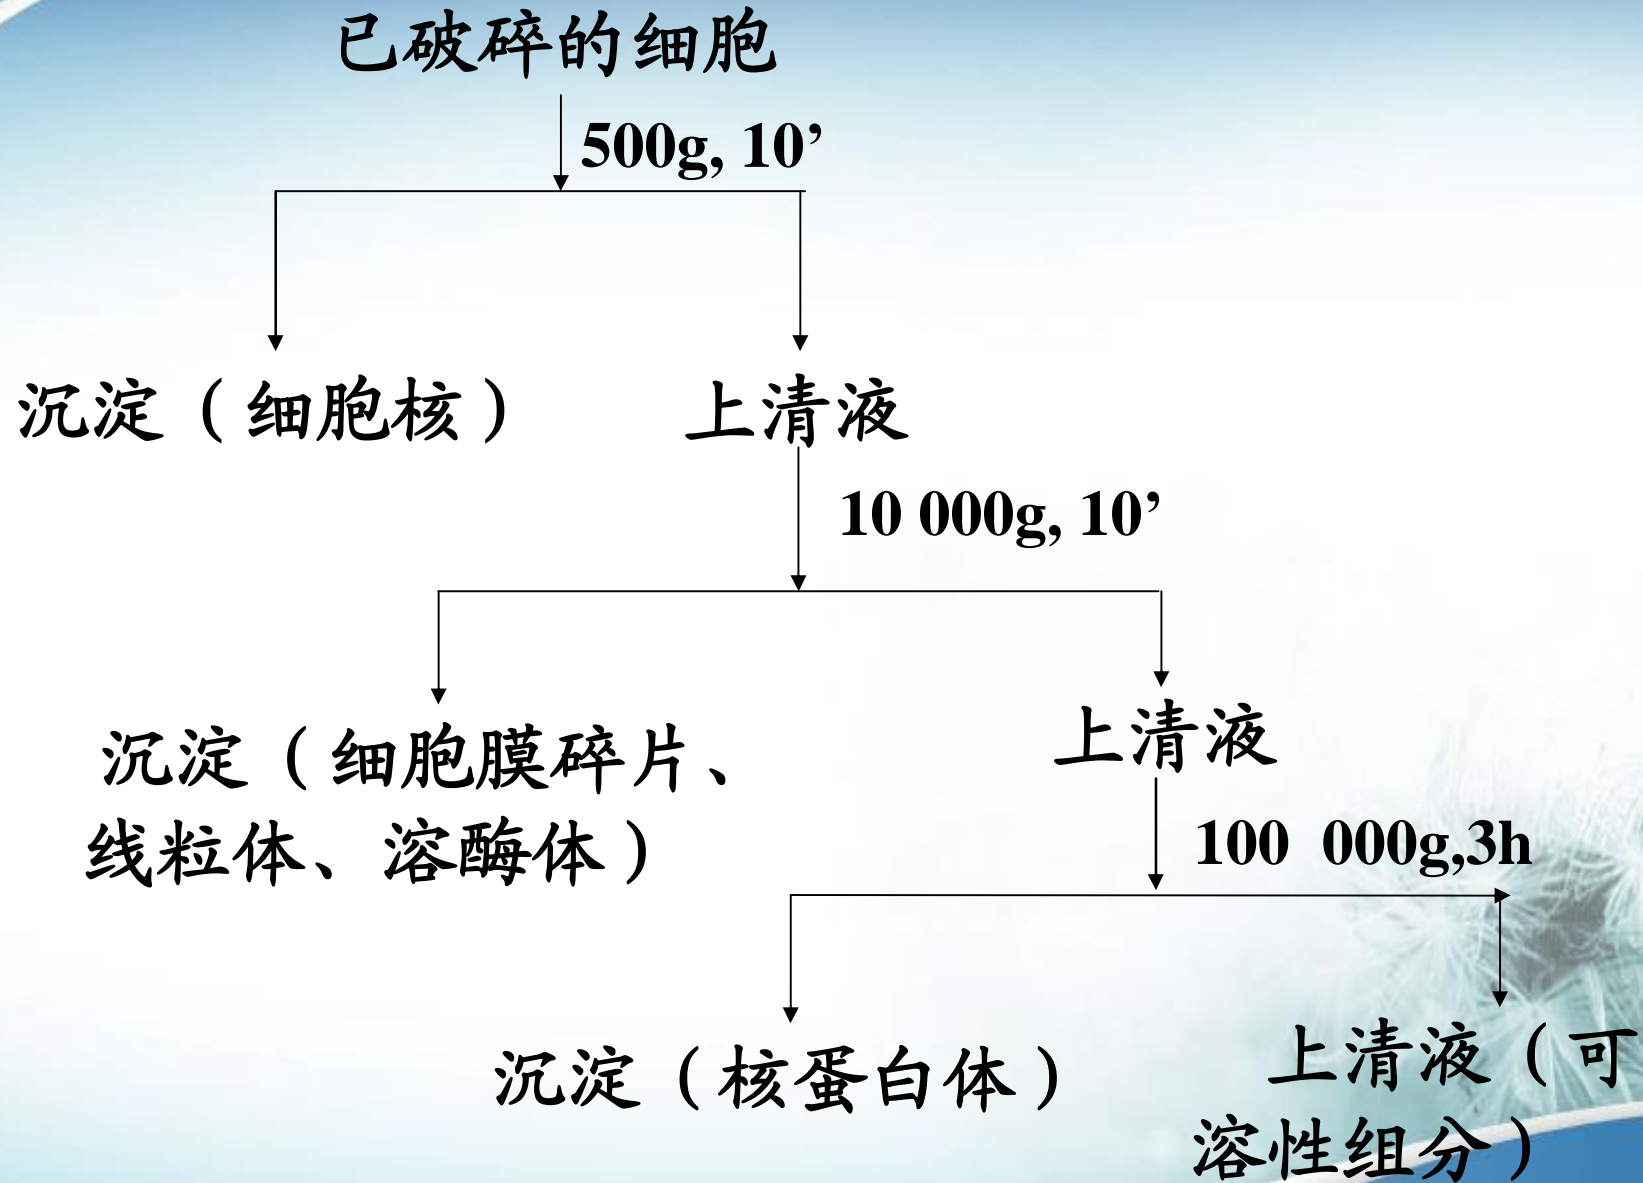 已破碎的细胞
500g, 10’
沉淀（细胞核）
上清液
10 000g, 10’
沉淀（细胞膜碎片、
线粒体、溶酶体）
上清液
100 000g,3h
沉淀（核蛋白体）
上清液（可
溶性组分）